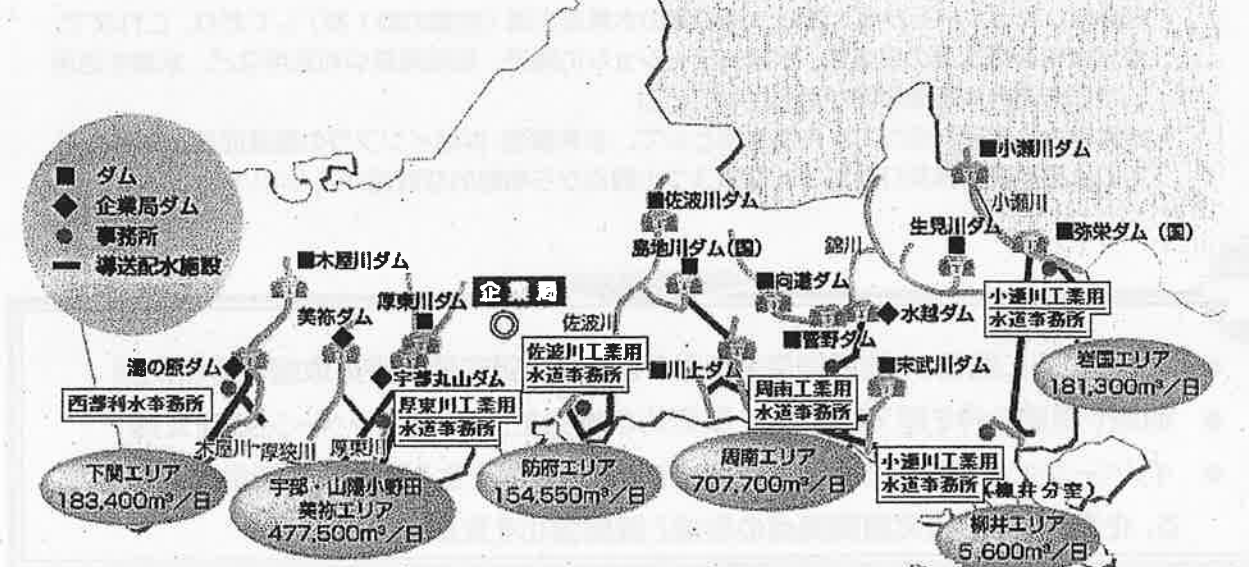 ■ ダム
◆ 企業局ダム
● 事務所
━ 導送配水施設
■小瀬川ダム
小瀬川
■佐波川ダム
生見川ダム
■弥栄ダム（国）
島地川ダム(国)
錦川
■木屋川ダム
企業局
■向道ダム
厚東川ダム
小瀬川工業用
水道事務所
美祢ダム
佐波川
◆水越ダム
■菅野ダム
佐波川工業用
水道事務所
岩国エリア
181,300m³／日
湯の原ダム
■川上ダム
■末武川ダム
宇部丸山ダム
周南工業用
水道事務所
西部利水事務所
厚東川工業用
水道事務所
木屋川
厚狭川
厚東川
下関エリア
183,400m³／日
宇部・山陽小野田
美祢エリア
477,500m³／日
防府エリア
154,550m³／日
周南エリア
707,700m³／日
小瀬川工業用
水道事務所
(柳井分室)
柳井エリア
5,600m³／日